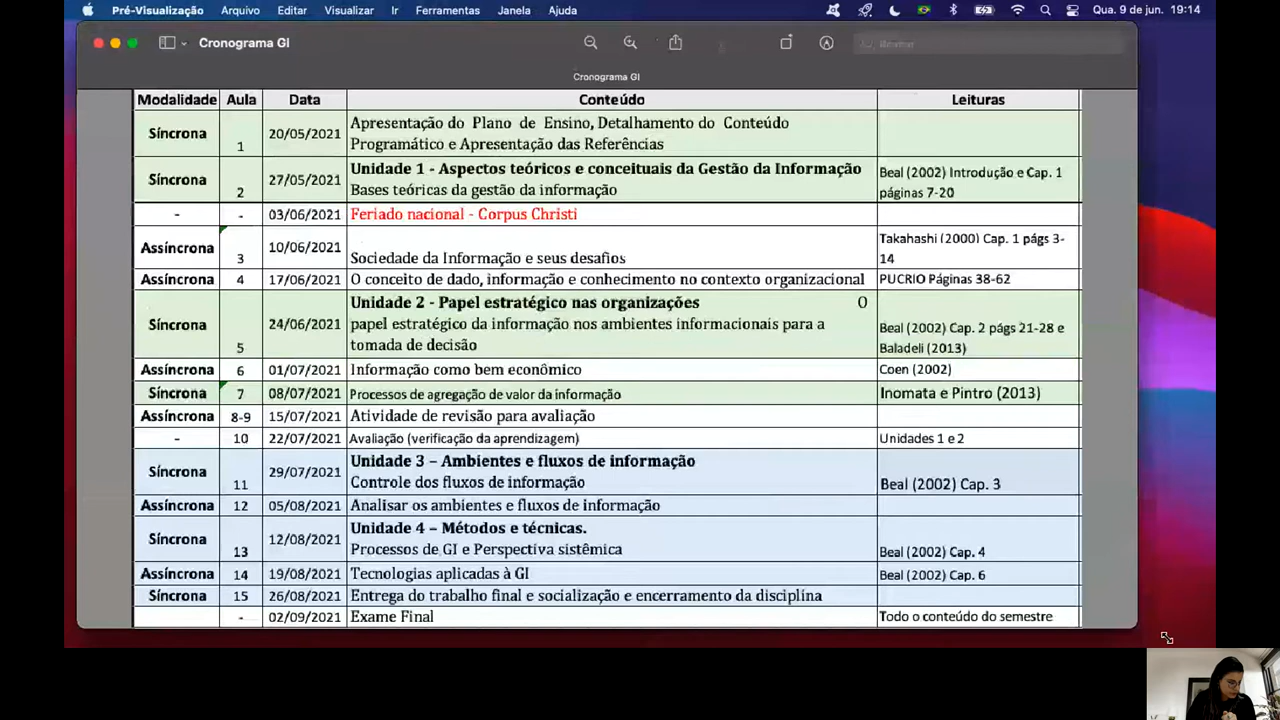 Pré-Visualização Arquivo Editar Visualizar Ir Ferramentas Janela Ajuda Qua. 9 de jun. 19:14
Cronograma GI
Buscar
Cronograma GI
Modalidade Aula Data Conteúdo Leituras
Síncrona 1 20/05/2021 Apresentação do Plano de Ensino, Detalhamento do Conteúdo
Programático e Apresentação das Referências
Síncrona 2 27/05/2021 Unidade 1 - Aspectos teóricos e conceituais da Gestão da Informação
Bases teóricas da gestão da informação
Beal (2002) Introdução e Cap. 1
páginas 7-20
- - 03/06/2021 Feriado nacional - Corpus Christi
Assíncrona 3 10/06/2021 Sociedade da Informação e seus desafios
Takahashi (2000) Cap. 1 págs 3-
14
Assíncrona 4 17/06/2021 O conceito de dado, informação e conhecimento no contexto organizacional PUCRIO Páginas 38-62
Síncrona 5 24/06/2021 Unidade 2 - Papel estratégico nas organizações O
papel estratégico da informação nos ambientes informacionais para a
tomada de decisão
Beal (2002) Cap. 2 págs 21-28 e
Baladeli (2013)
Assíncrona 6 01/07/2021 Informação como bem econômico Coen (2002)
Síncrona 7 08/07/2021 Processos de agregação de valor da informação Inomata e Pintro (2013)
Assíncrona 8-9 15/07/2021 Atividade de revisão para avaliação
- 10 22/07/2021 Avaliação (verificação da aprendizagem) Unidades 1 e 2
Síncrona 11 29/07/2021 Unidade 3 – Ambientes e fluxos de informação
Controle dos fluxos de informação Beal (2002) Cap. 3
Assíncrona 12 05/08/2021 Analisar os ambientes e fluxos de informação
Síncrona 13 12/08/2021 Unidade 4 – Métodos e técnicas.
Processos de GI e Perspectiva sistêmica Beal (2002) Cap. 4
Assíncrona 14 19/08/2021 Tecnologias aplicadas à GI Beal (2002) Cap. 6
Síncrona 15 26/08/2021 Entrega do trabalho final e socialização e encerramento da disciplina
- 02/09/2021 Exame Final Todo o conteúdo do semestre